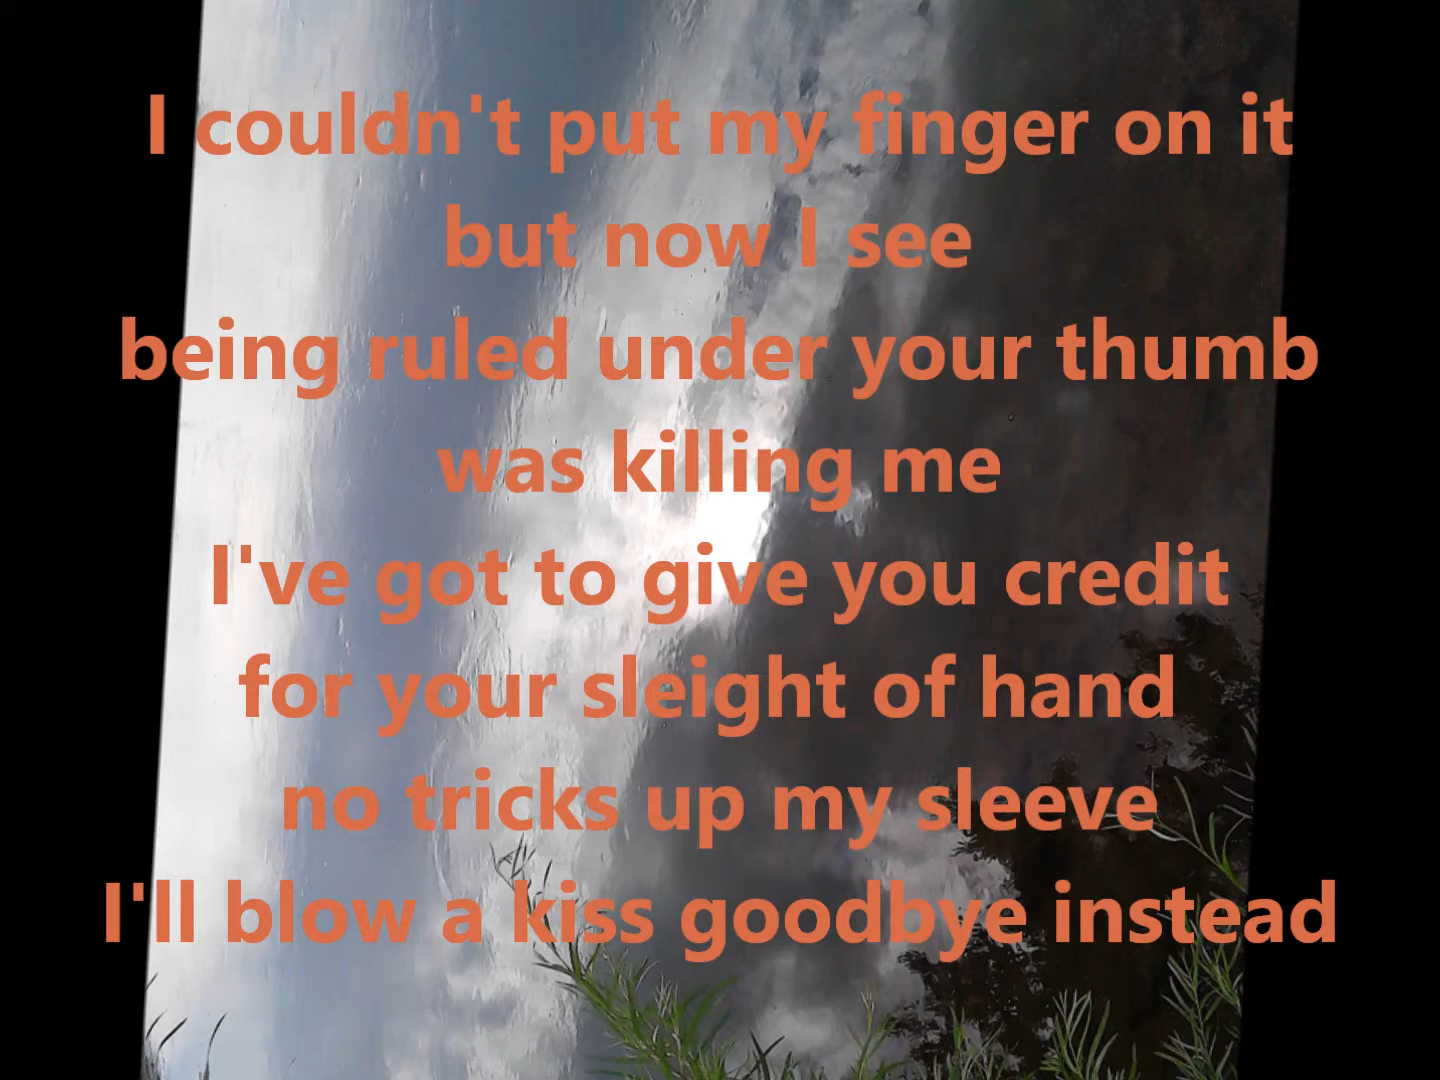 I couldn't put my finger on it
but now I see
being ruled under your thumb
was killing me
I've got to give you credit
for your sleight of hand
no tricks up my sleeve
I'll blow a kiss goodbye instead